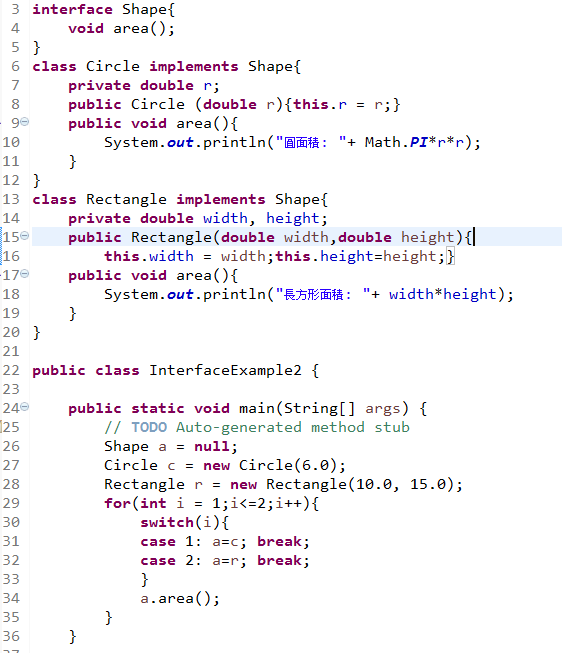 3 interface Shape{
4     void area();
5 }
6 class Circle implements Shape{
7     private double r;
8     public Circle (double r){this.r = r;}
9     public void area(){
10         System.out.println("圓面積: "+ Math.PI*r*r);
11     }
12 }
13 class Rectangle implements Shape{
14     private double width, height;
15     public Rectangle(double width,double height){
16         this.width = width;this.height=height;}
17     public void area(){
18         System.out.println("長方形面積: "+ width*height);
19     }
20 }
21
22 public class InterfaceExample2 {
23
24     public static void main(String[] args) {
25         // TODO Auto-generated method stub
26         Shape a = null;
27         Circle c = new Circle(6.0);
28         Rectangle r = new Rectangle(10.0, 15.0);
29         for(int i = 1;i<=2;i++){
30             switch(i){
31             case 1: a=c; break;
32             case 2: a=r; break;
33             }
34             a.area();
35         }
36     }